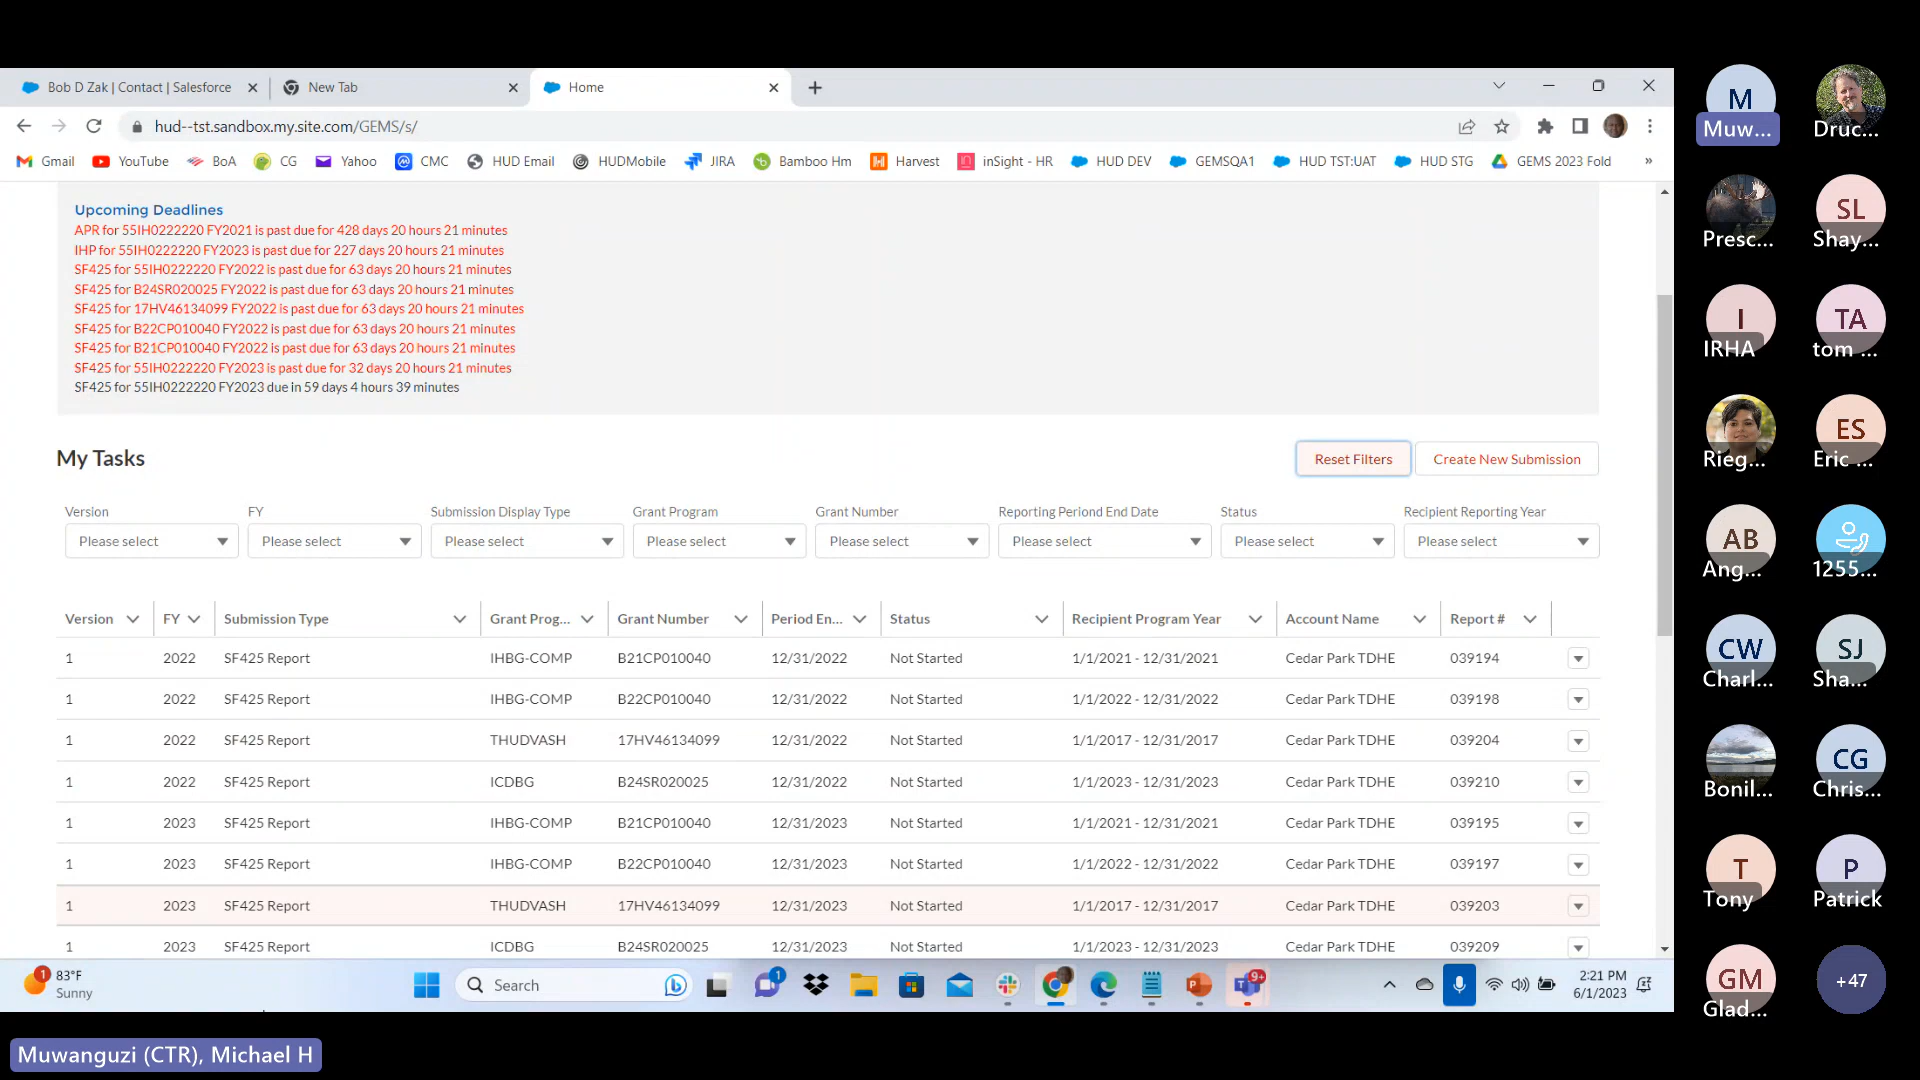 Bob D Zak | Contact | Salesforce
New Tab
Home
hud--tst.sandbox.my.site.com/GEMS/s/
Gmail YouTube BoA CG Yahoo CMC HUD Email HUDMobile JIRA Bamboo Hm Harvest inSight - HR HUD DEV GEMSQA1 HUD TST:UAT HUD STG GEMS 2023 Fold »
Upcoming Deadlines
APR for 55IH0222220 FY2021 is past due for 428 days 20 hours 21 minutes
IHP for 55IH0222220 FY2023 is past due for 227 days 20 hours 21 minutes
SF425 for 55IH0222220 FY2022 is past due for 63 days 20 hours 21 minutes
SF425 for B24SR020025 FY2022 is past due for 63 days 20 hours 21 minutes
SF425 for 17HV46134099 FY2022 is past due for 63 days 20 hours 21 minutes
SF425 for B22CP010040 FY2022 is past due for 63 days 20 hours 21 minutes
SF425 for B21CP010040 FY2022 is past due for 63 days 20 hours 21 minutes
SF425 for 55IH0222220 FY2023 is past due for 32 days 20 hours 21 minutes
SF425 for 55IH0222220 FY2023 due in 59 days 4 hours 39 minutes
My Tasks
Reset Filters
Create New Submission
Version FY Submission Display Type Grant Program Grant Number Reporting Periond End Date Status Recipient Reporting Year
Please select Please select Please select Please select Please select Please select Please select Please select
Version FY Submission Type Grant Prog... Grant Number Period En... Status Recipient Program Year Account Name Report #
1 2022 SF425 Report IHBG-COMP B21CP010040 12/31/2022 Not Started 1/1/2021 - 12/31/2021 Cedar Park TDHE 039194
1 2022 SF425 Report IHBG-COMP B22CP010040 12/31/2022 Not Started 1/1/2022 - 12/31/2022 Cedar Park TDHE 039198
1 2022 SF425 Report THUDVASH 17HV46134099 12/31/2022 Not Started 1/1/2017 - 12/31/2017 Cedar Park TDHE 039204
1 2022 SF425 Report ICDBG B24SR020025 12/31/2022 Not Started 1/1/2023 - 12/31/2023 Cedar Park TDHE 039210
1 2023 SF425 Report IHBG-COMP B21CP010040 12/31/2023 Not Started 1/1/2021 - 12/31/2021 Cedar Park TDHE 039195
1 2023 SF425 Report IHBG-COMP B22CP010040 12/31/2023 Not Started 1/1/2022 - 12/31/2022 Cedar Park TDHE 039197
1 2023 SF425 Report THUDVASH 17HV46134099 12/31/2023 Not Started 1/1/2017 - 12/31/2017 Cedar Park TDHE 039203
1 2023 SF425 Report ICDBG B24SR020025 12/31/2023 Not Started 1/1/2023 - 12/31/2023 Cedar Park TDHE 039209
1
83°F
Sunny
Search
1
9+
2:21 PM
6/1/2023
M
Muw...
Druc...
Presc...
SL
Shay...
I
IRHA
TA
tom ...
Rieg...
ES
Eric ...
AB
Ang...
1255...
CW
Charl...
SJ
Sha...
Bonil...
CG
Chris...
T
Tony
P
Patrick
GM
Glad...
+47
Muwanguzi (CTR), Michael H